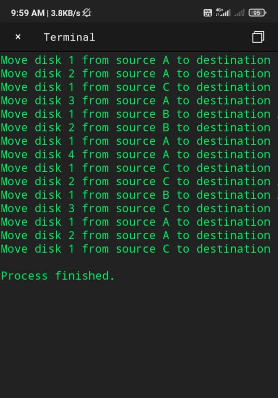 9:59 AM | 3.8KB/s
95
× Terminal
Move disk 1 from source A to destination
Move disk 2 from source A to destination
Move disk 1 from source C to destination
Move disk 3 from source A to destination
Move disk 1 from source B to destination
Move disk 2 from source B to destination
Move disk 1 from source A to destination
Move disk 4 from source A to destination
Move disk 1 from source C to destination
Move disk 2 from source C to destination
Move disk 1 from source B to destination
Move disk 3 from source C to destination
Move disk 1 from source A to destination
Move disk 2 from source A to destination
Move disk 1 from source C to destination
Process finished.